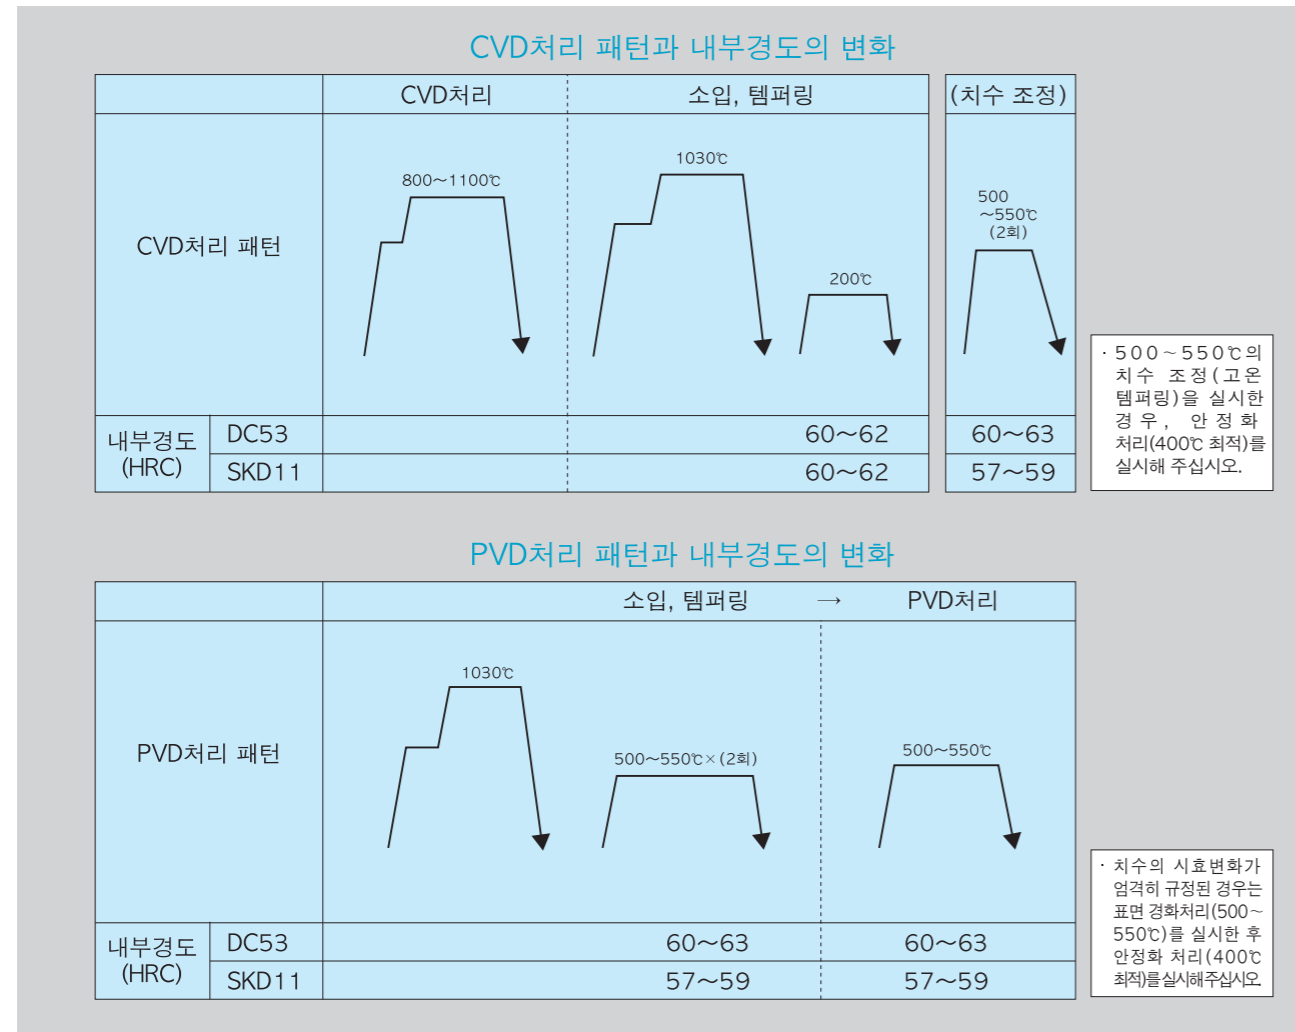 CVD처리 패턴과 내부경도의 변화
CVD처리 소입, 템퍼링 (치수 조정)
CVD처리 패턴
800~1100℃
1030℃
200℃
500
~550℃
(2회)
내부경도
(HRC)
DC53 60~62 60~63
SKD11 60~62 57~59
· 500~550℃의
치수 조정(고온
템퍼링)을 실시한
경우, 안정화
처리(400℃ 최적)를
실시해 주십시오.
PVD처리 패턴과 내부경도의 변화
소입, 템퍼링 → PVD처리
PVD처리 패턴
1030℃
500~550℃×(2회)
500~550℃
내부경도
(HRC)
DC53 60~63 60~63
SKD11 57~59 57~59
· 치수의 시효변화가
엄격히 규정된 경우는
표면 경화처리(500~
550℃)를 실시한 후
안정화 처리(400℃
최적)를 실시해주십시오.